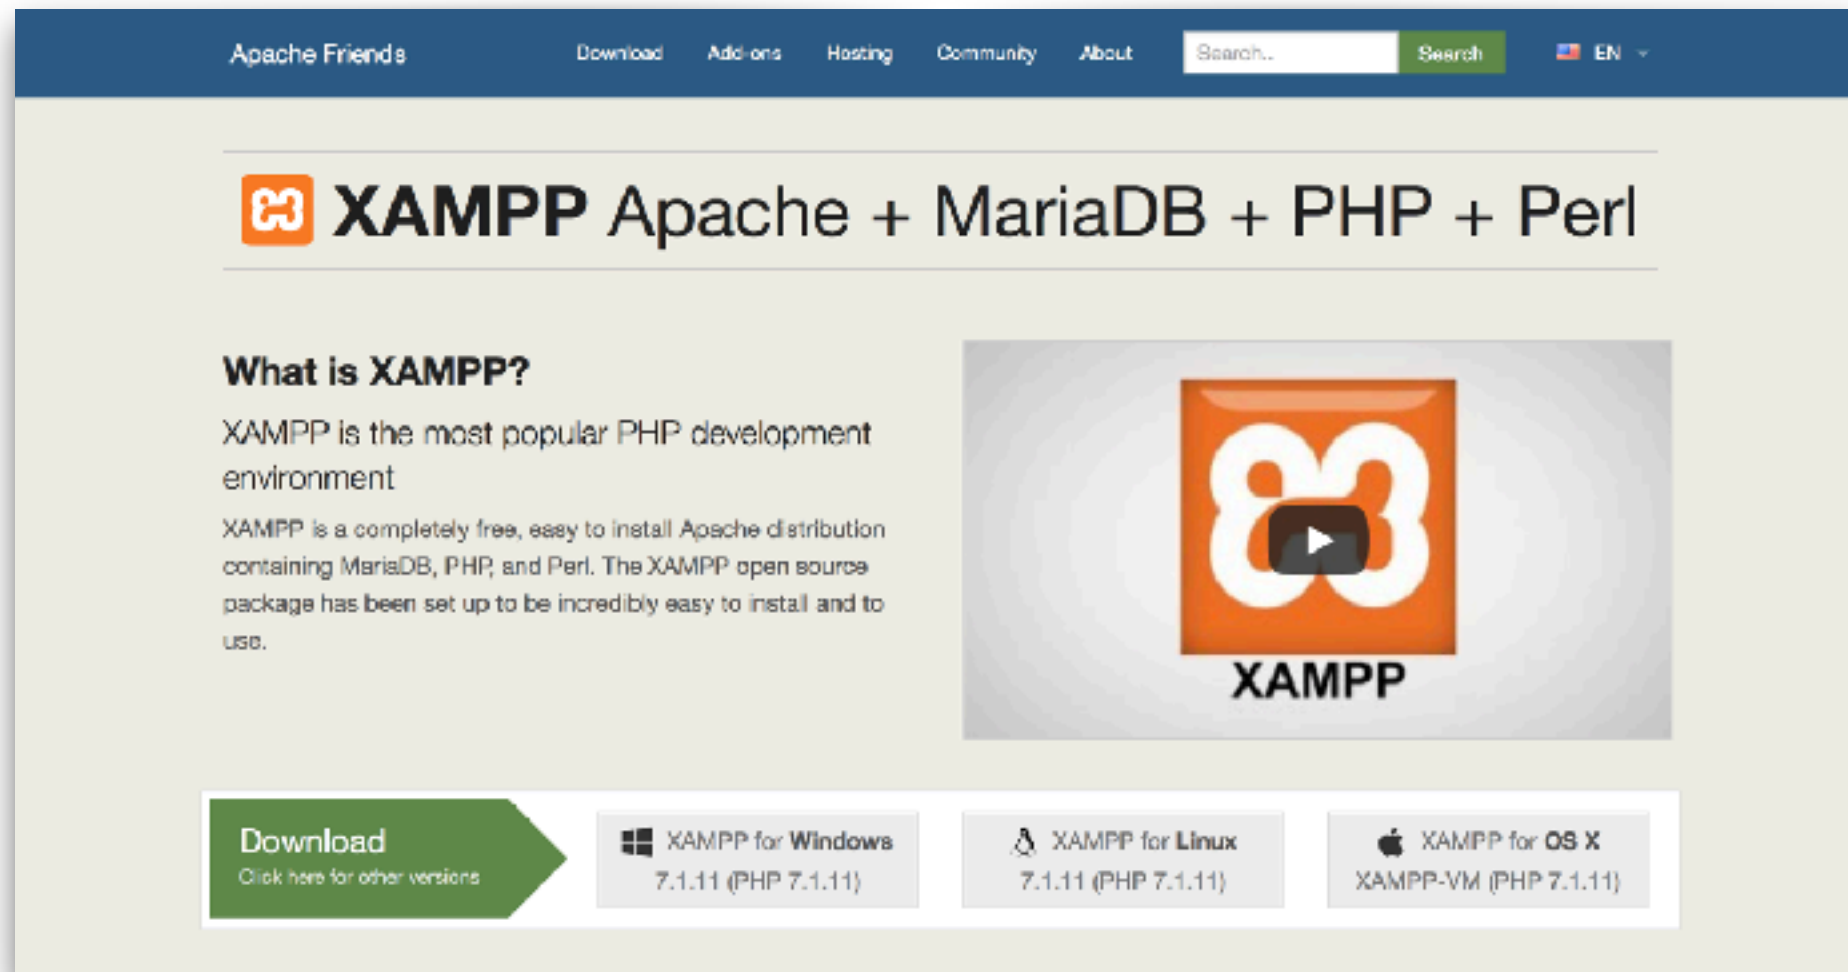 Apache Friends
Download
Add-ons
Hosting
Community
About
Search...
Search
EN
XAMPP Apache + MariaDB + PHP + Perl
What is XAMPP?
XAMPP is the most popular PHP development
environment
XAMPP is a completely free, easy to install Apache distribution
containing MariaDB, PHP, and Perl. The XAMPP open source
package has been set up to be incredibly easy to install and to
use.
XAMPP
Download
Click here for other versions
XAMPP for Windows
7.1.11 (PHP 7.1.11)
XAMPP for Linux
7.1.11 (PHP 7.1.11)
XAMPP for OS X
XAMPP-VM (PHP 7.1.11)